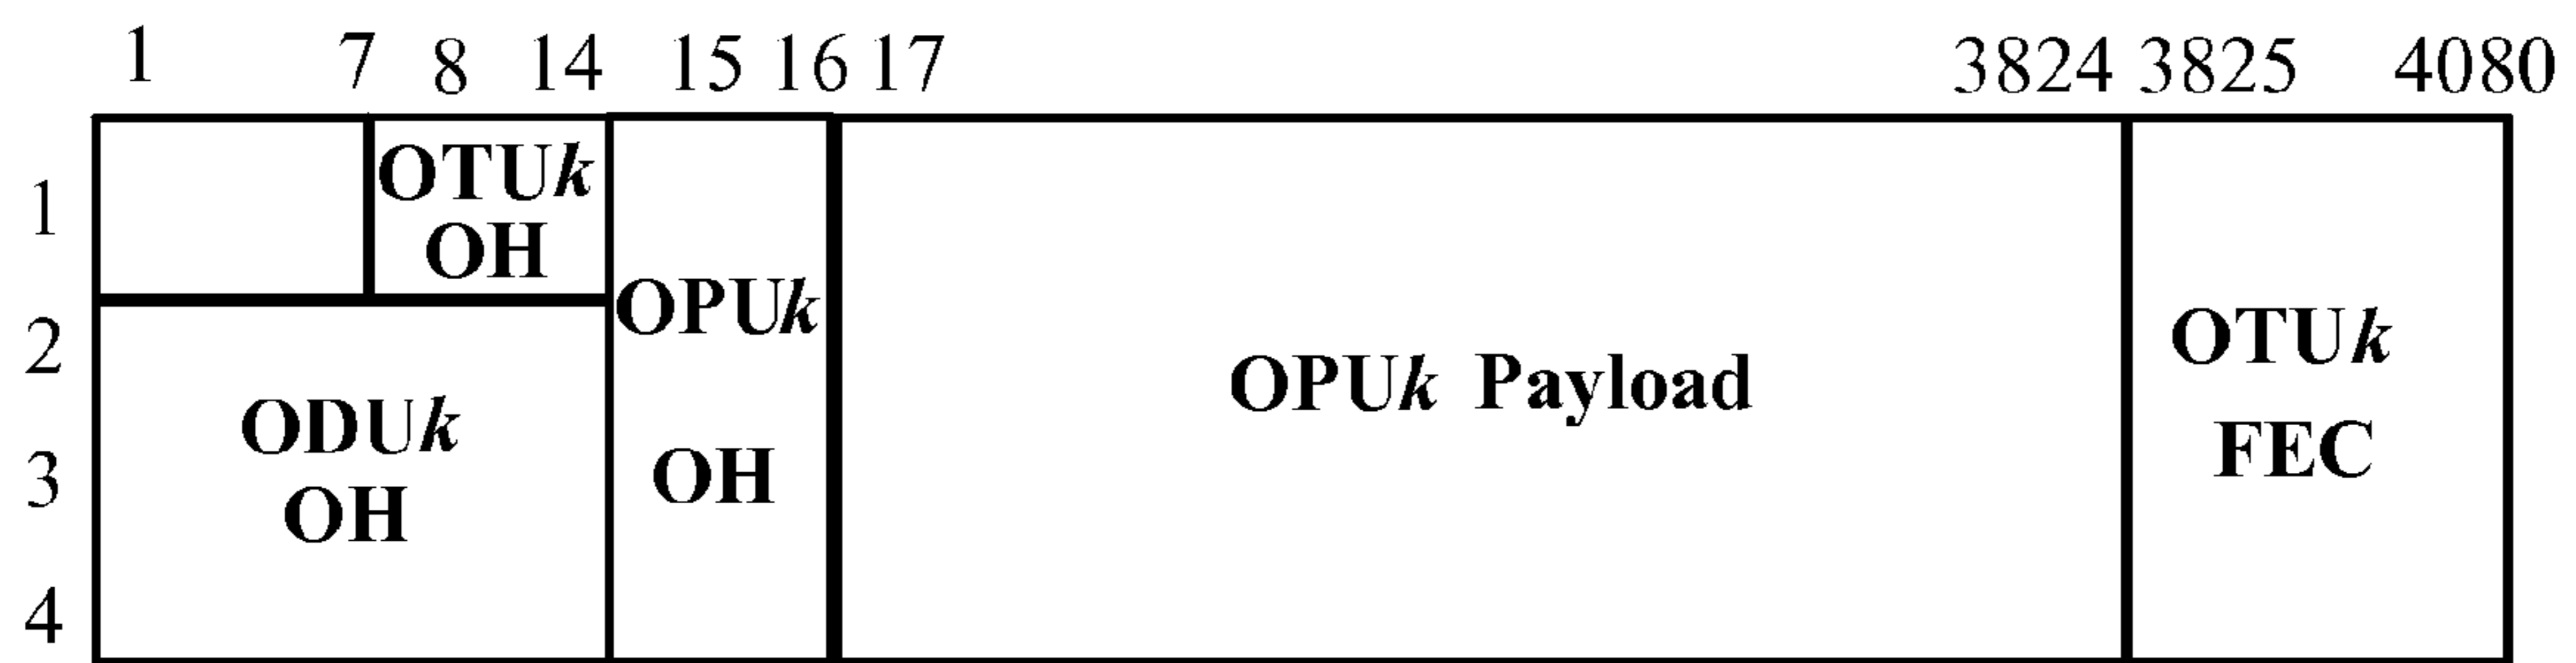 1 7 8 14 15 16 17 3824 3825 4080
1
OTUk
OH
2
OPUk
OTUk
OPUk Payload
ODUk
3
OH
FEC
OH
4